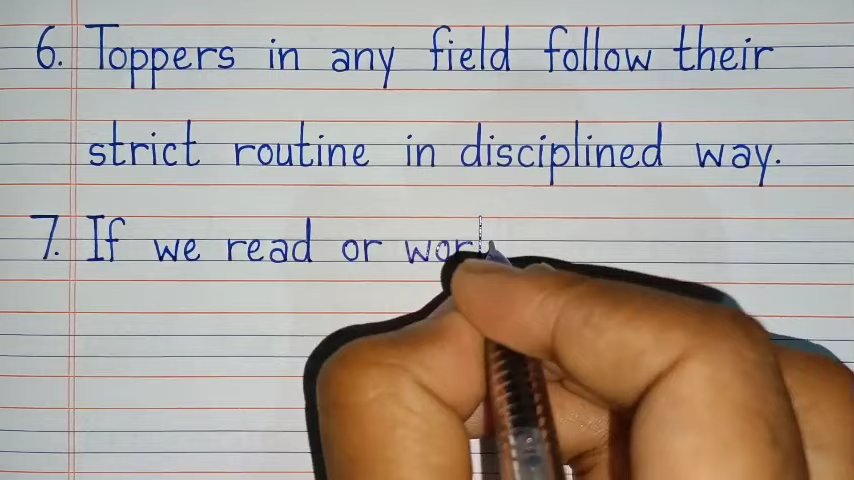 6. Toppers in any field follow their
strict routine in disciplined way.
7. If we read or